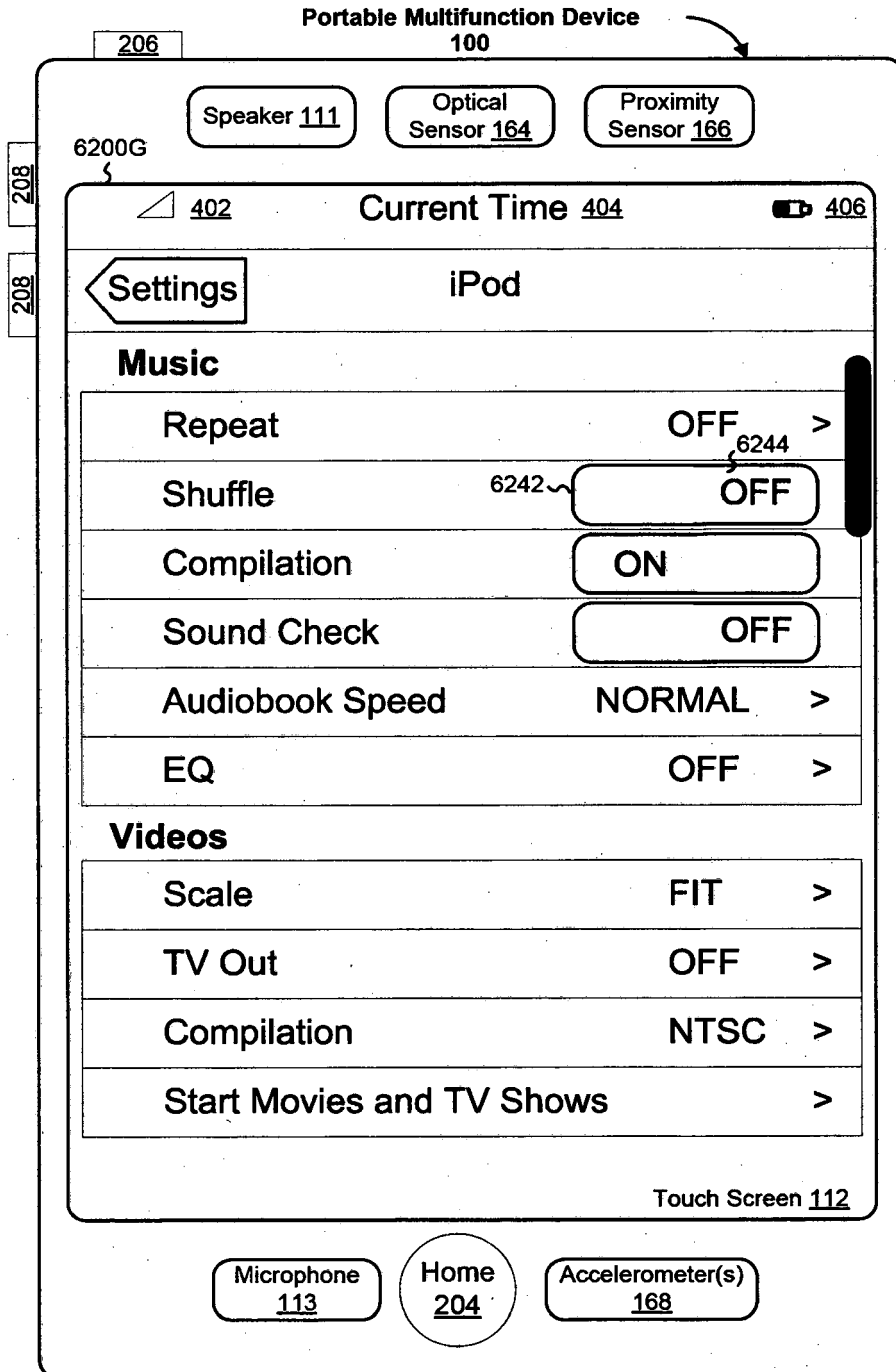 Portable Multifunction Device
100
206
Speaker 111
Optical
Sensor 164
Proximity
Sensor 166
6200G
208
208
402 Current Time 404 406
Settings iPod
Music
Repeat OFF >
6244
Shuffle 6242 OFF
Compilation ON
Sound Check OFF
Audiobook Speed NORMAL >
EQ OFF >
Videos
Scale FIT >
TV Out OFF >
Compilation NTSC >
Start Movies and TV Shows >
Touch Screen 112
Microphone
113
Home
204
Accelerometer(s)
168